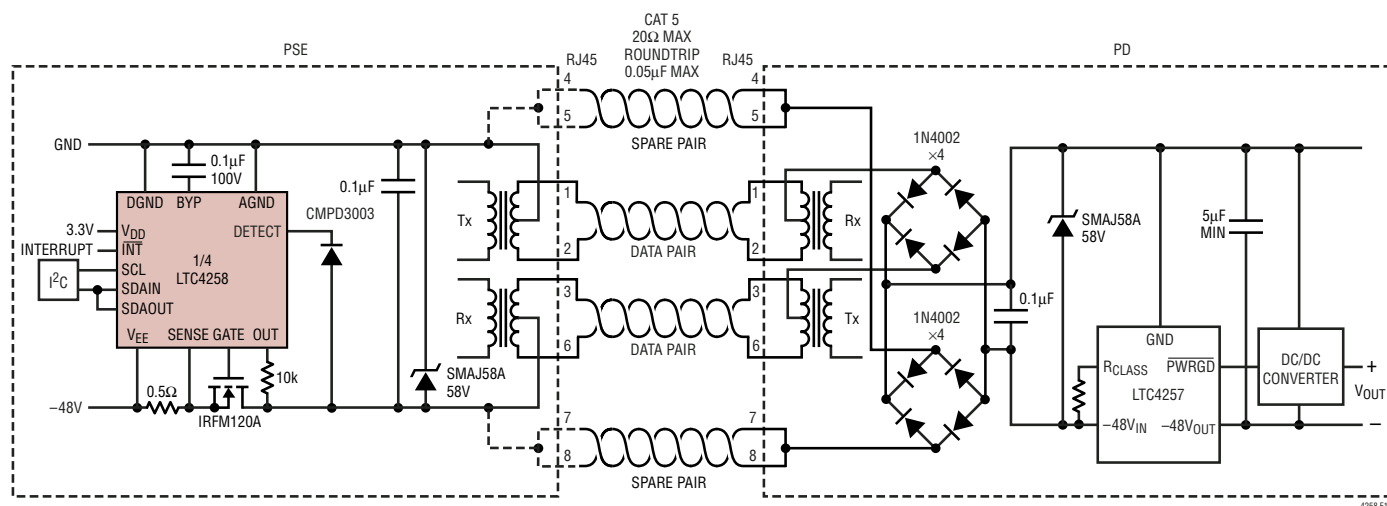 PSE
CAT 5
20Ω MAX
ROUNDTRIP
0.05µF MAX
PD
RJ45
RJ45
4
5
4
5
SPARE PAIR
GND
0.1µF
100V
0.1µF
DGND
BYP
AGND
CMPD3003
DETECT
3.3V
VDD
INTERRUPT
INT
I2C
SCL
SDAIN
SDAOUT
1/4
LTC4258
VEE
SENSE
GATE
OUT
10k
0.5Ω
–48V
IRFM120A
SMAJ58A
58V
Tx
1
2
DATA PAIR
1
2
Rx
Rx
3
6
DATA PAIR
3
6
Tx
7
8
SPARE PAIR
7
8
1N4002
×4
1N4002
×4
0.1µF
SMAJ58A
58V
5µF
MIN
GND
RCLASS
PWRGD
LTC4257
–48VIN
–48VOUT
DC/DC
CONVERTER
+
VOUT
–